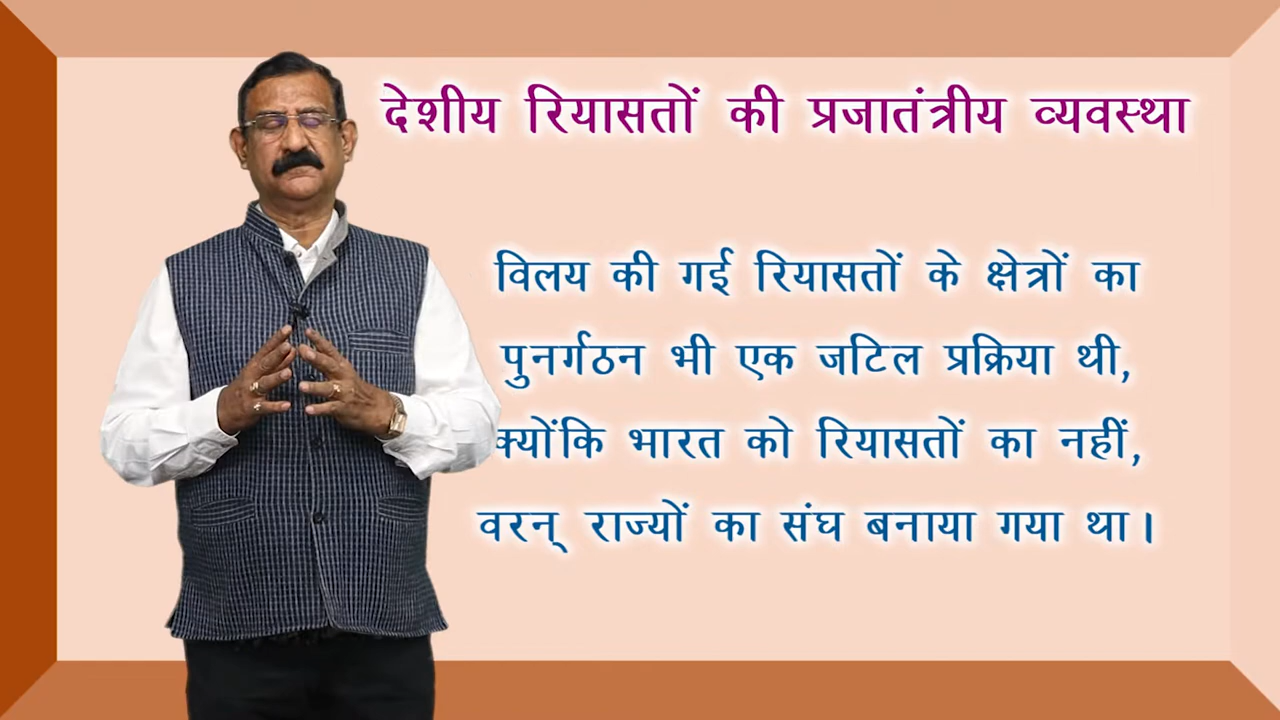 देशीय रियासतों की प्रजातंत्रीय व्यवस्था
विलय की गई रियासतों के क्षेत्रों का
पुनर्गठन भी एक जटिल प्रक्रिया थी,
क्योंकि भारत को रियासतों का नहीं,
वरन् राज्यों का संघ बनाया गया था।